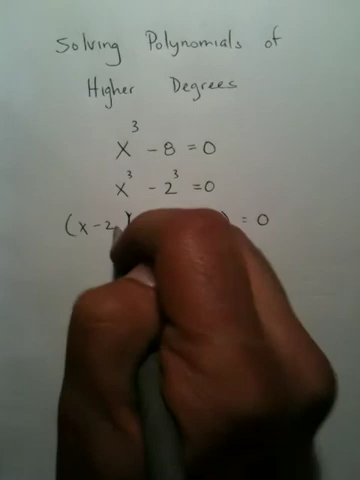 Solving Polynomials of
Higher Degrees
x³ - 8 = 0
x³ - 2³ = 0
(x - 2 ) = 0